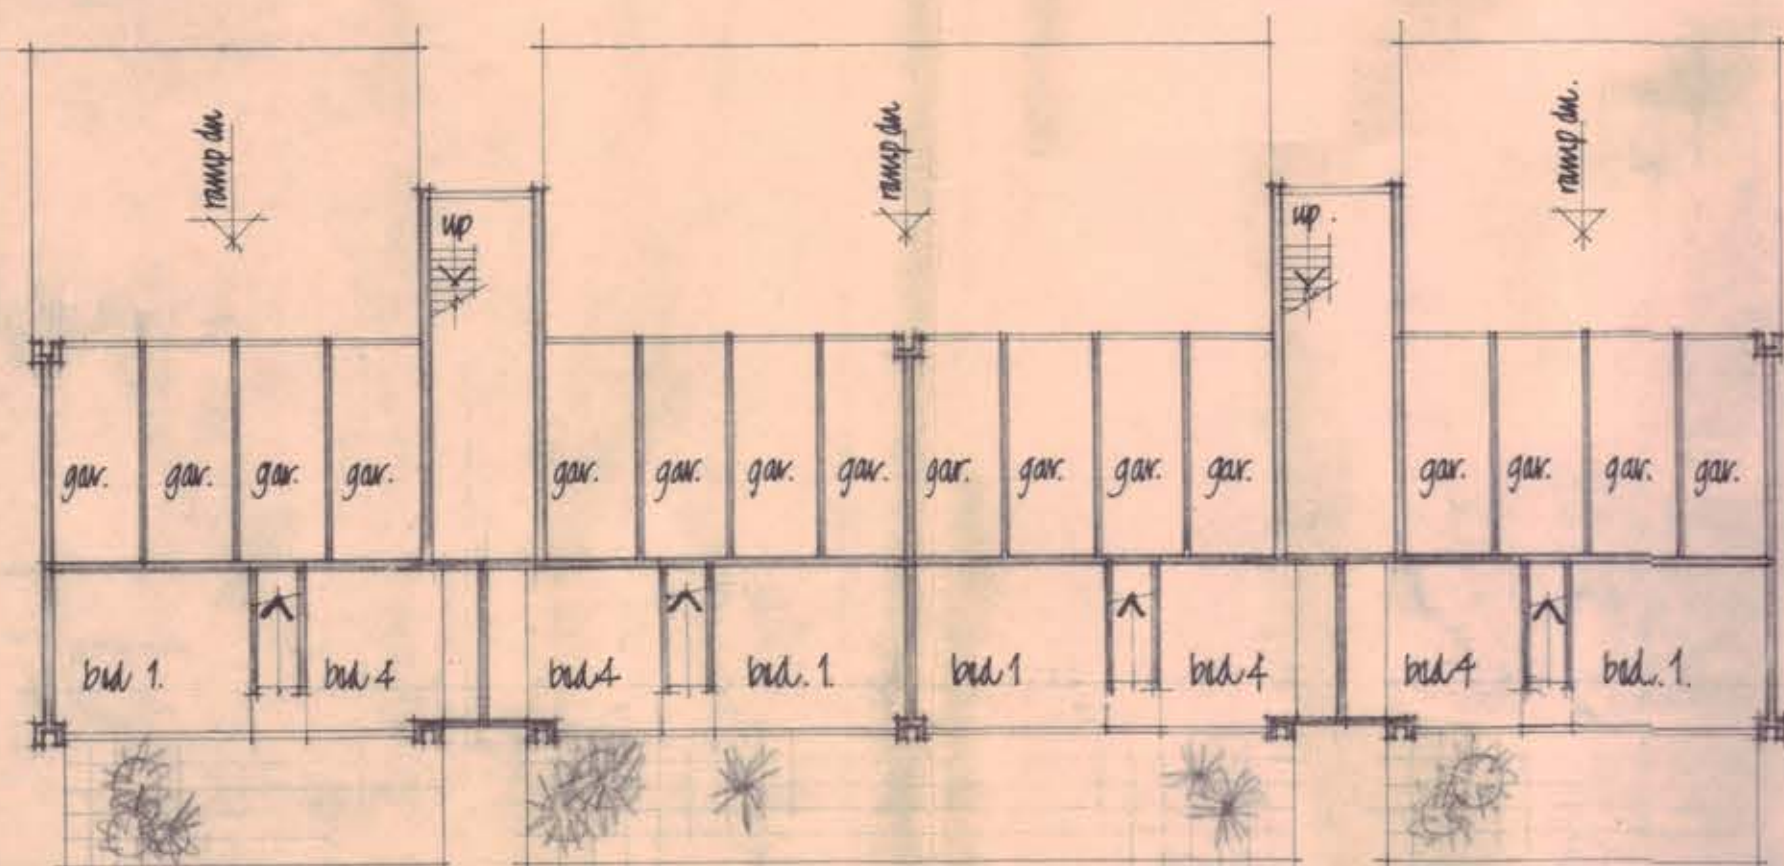 ramp dn
ramp dn
ramp dn.
up
up.
gar. gar. gar. gar. gar. gar. gar. gar. gar. gar. gar. gar. gar. gar. gar. gar.
bed 1. bed 4 bed 4 bed. 1. bed 1 bed 4 bed 4 bed. 1.